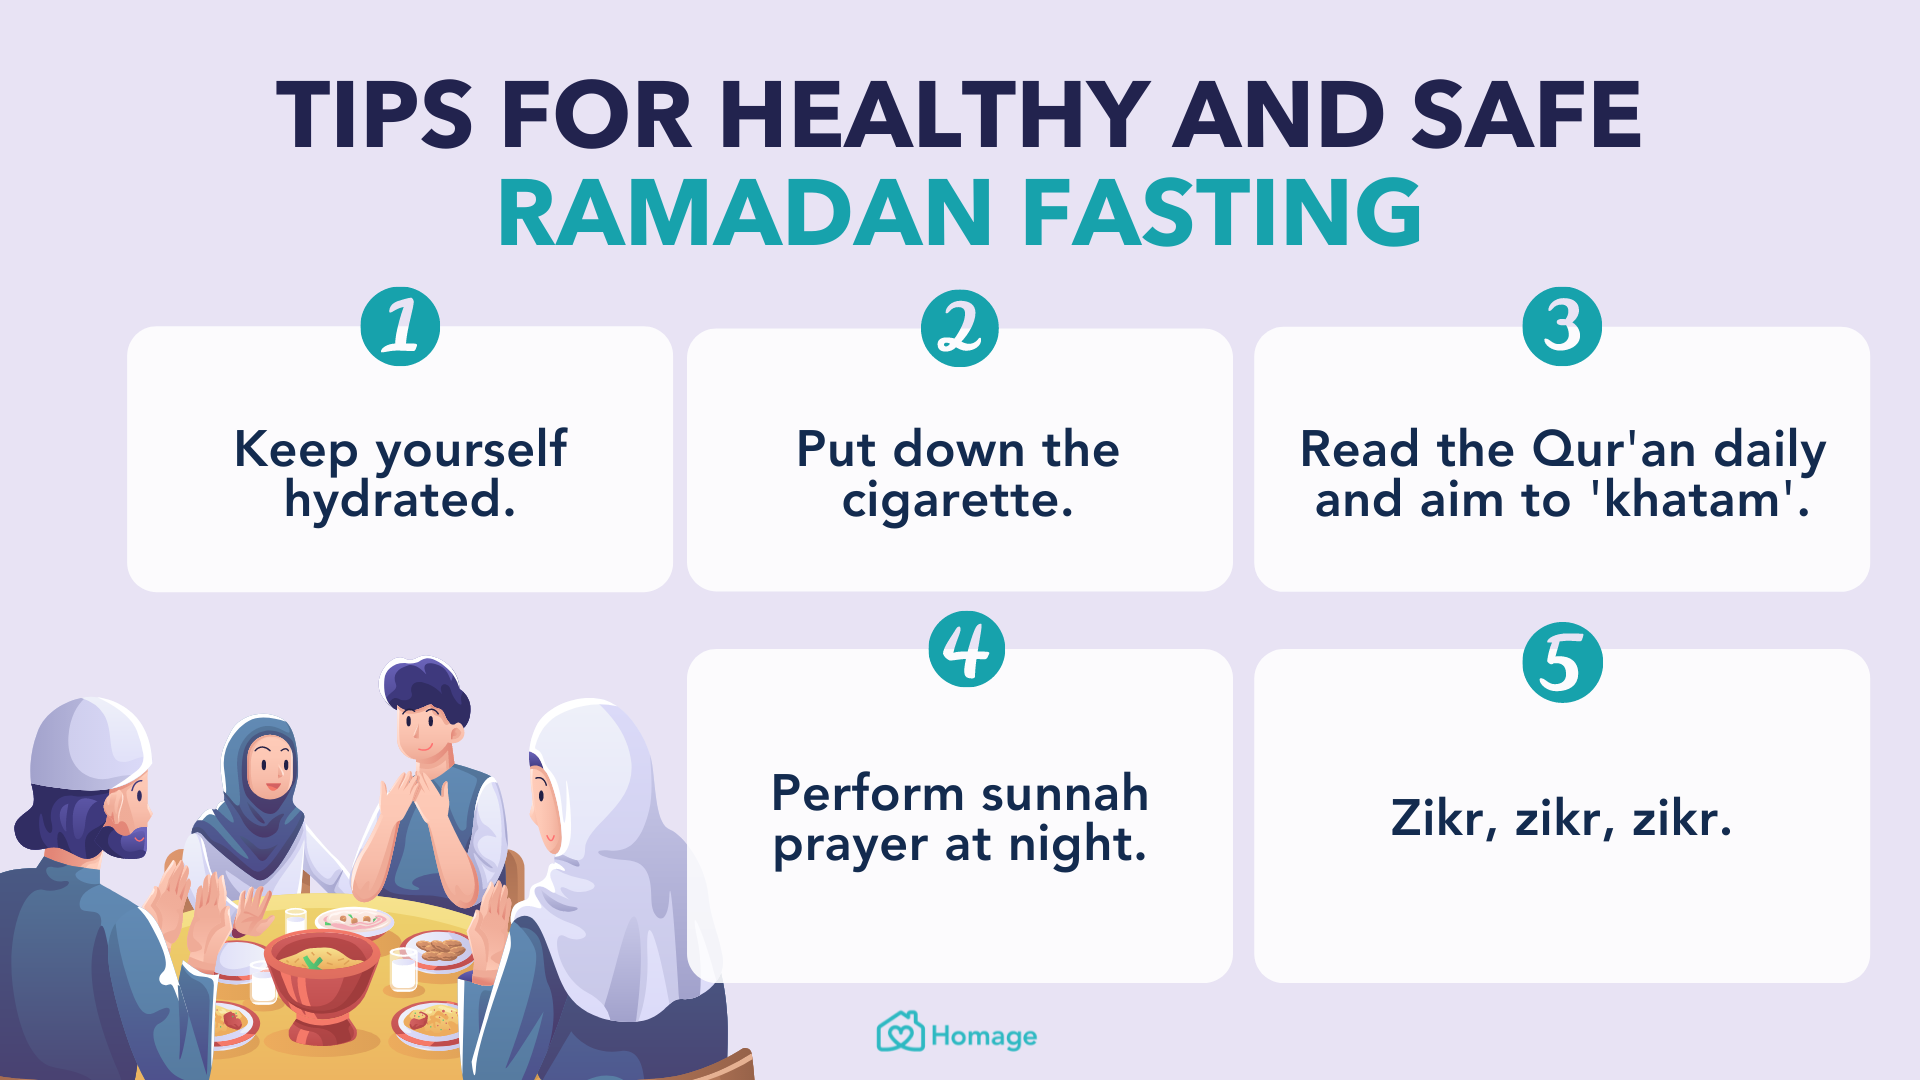 TIPS FOR HEALTHY AND SAFE
RAMADAN FASTING
1
Keep yourself
hydrated.
2
Put down the
cigarette.
3
Read the Qur'an daily
and aim to 'khatam'.
4
Perform sunnah
prayer at night.
5
Zikr, zikr, zikr.
Homage